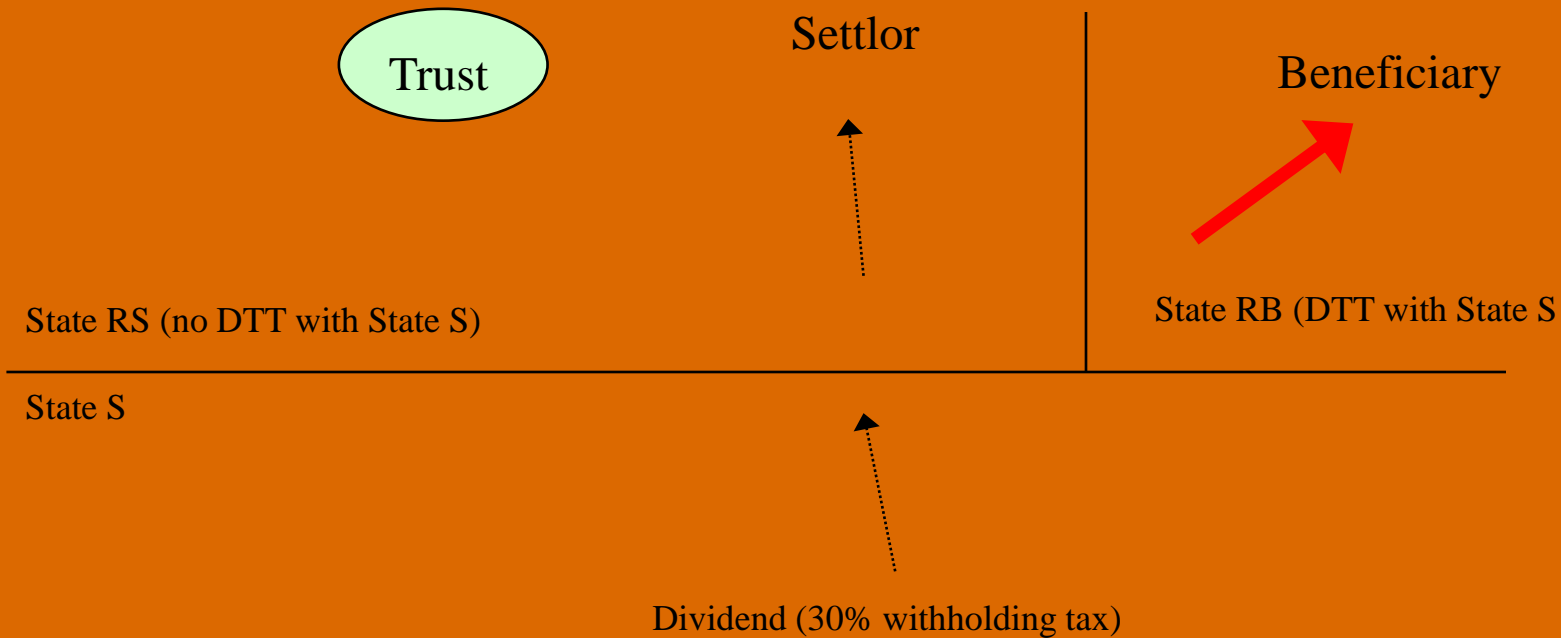 Trust
Settlor
Beneficiary
State RS (no DTT with State S)
State RB (DTT with State S
State S
Dividend (30% withholding tax)